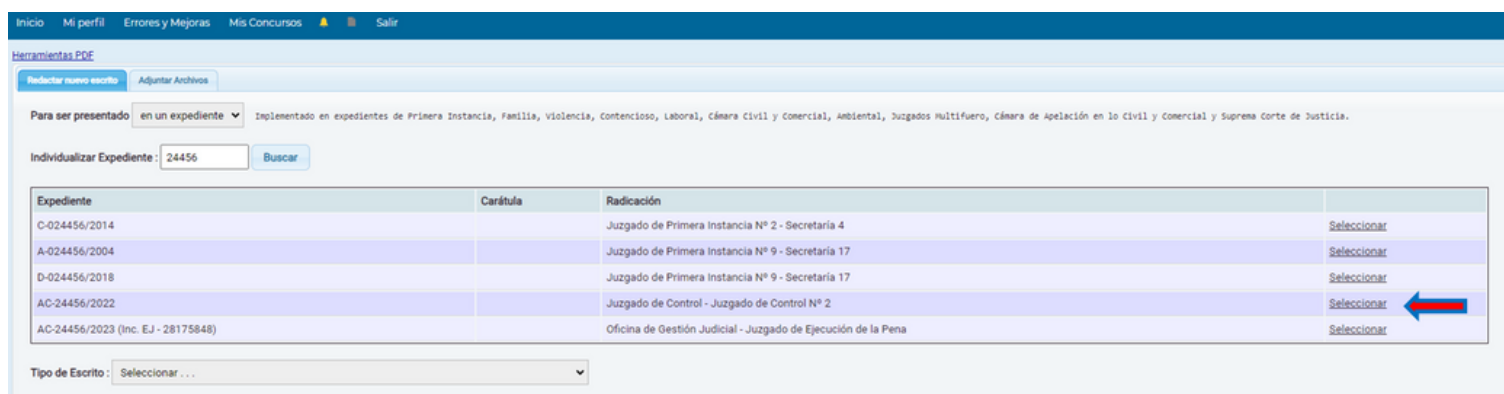 Inicio Mi perfil Errores y Mejoras Mis Concursos Salir
Herramientas PDF
Redactar nuevo escrito Adjuntar Archivos
Para ser presentado en un expediente Implementado en expedientes de Primera Instancia, Familia, Violencia, Contencioso, Laboral, Cámara Civil y Comercial, Ambiental, Juzgados Multifuero, Cámara de Apelación en lo Civil y Comercial y Suprema Corte de Justicia.
Individualizar Expediente : 24456 Buscar
Expediente Carátula Radicación
C-024456/2014 Juzgado de Primera Instancia Nº 2 - Secretaría 4 Seleccionar
A-024456/2004 Juzgado de Primera Instancia Nº 9 - Secretaría 17 Seleccionar
D-024456/2018 Juzgado de Primera Instancia Nº 9 - Secretaría 17 Seleccionar
AC-24456/2022 Juzgado de Control - Juzgado de Control Nº 2 Seleccionar
AC-24456/2023 (Inc. EJ - 28175848) Oficina de Gestión Judicial - Juzgado de Ejecución de la Pena Seleccionar
Tipo de Escrito : Seleccionar . . .